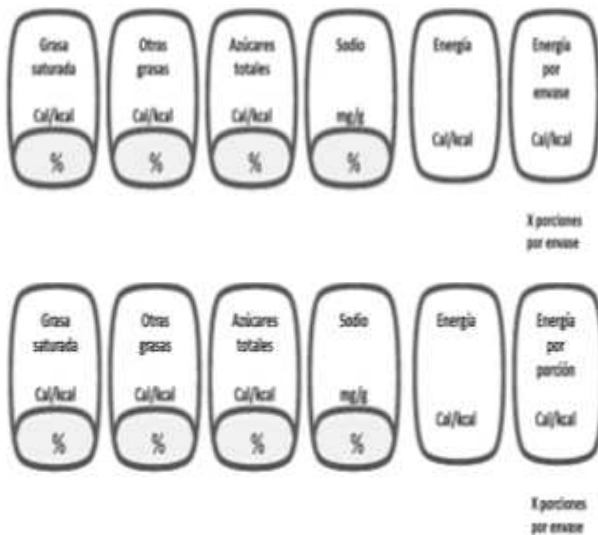 Grasa Otras Azúcares Sodio Energía Energía
saturada grasas totales por
envase
Cal/kcal Cal/kcal Cal/kcal mg/g
Cal/kcal Cal/kcal
% % % %
X porciones
por envase
Grasa Otras Azúcares Sodio Energía Energía
saturada grasas totales por
porción
Cal/kcal Cal/kcal Cal/kcal mg/g
Cal/kcal Cal/kcal
% % % %
X porciones
por envase